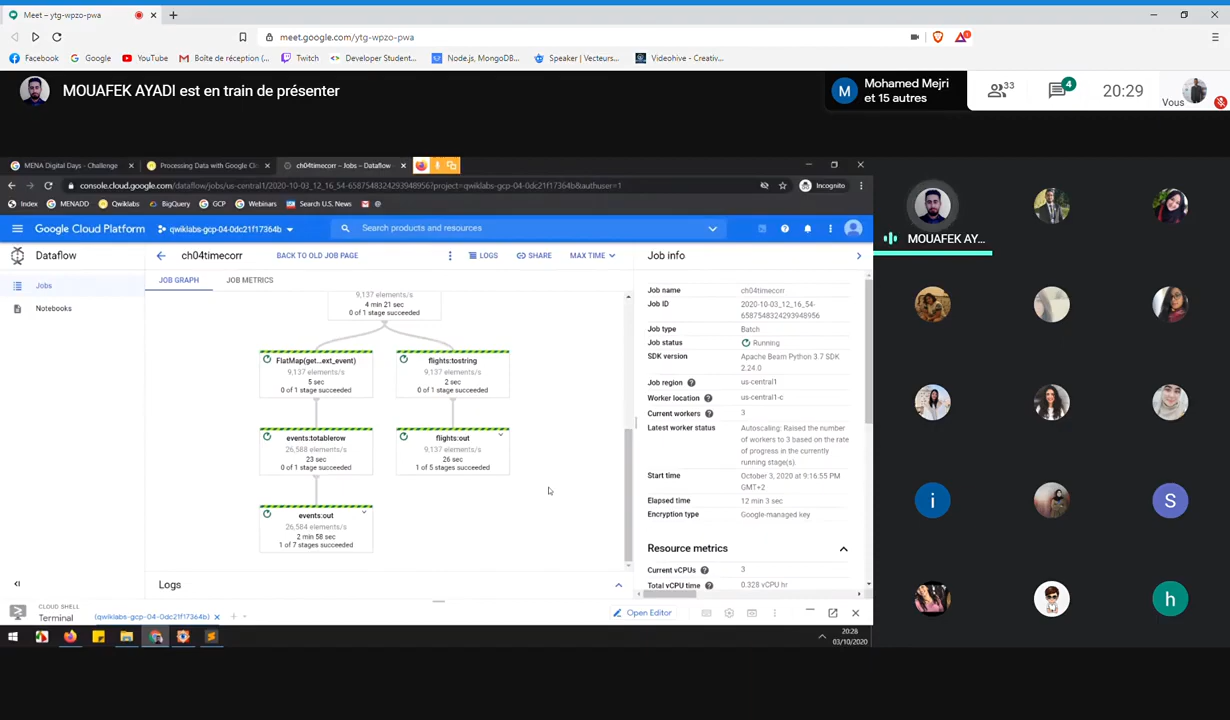 Meet – ytg-wpzo-pwa
meet.google.com/ytg-wpzo-pwa
Facebook
Google
YouTube
Boîte de réception (...
Twitch
Developer Student...
Node.js, MongoDB...
Speaker | Vecteurs...
Videohive - Creativ...
MOUAFEK AYADI est en train de présenter
M
Mohamed Mejri
et 15 autres
33
4
20:29
Vous
MENA Digital Days - Challenge
Processing Data with Google Cl
ch04timecorr – Jobs – Dataflow
console.cloud.google.com/dataflow/jobs/us-central1/2020-10-03_12_16_54-6587548324293948956?project=qwiklabs-gcp-04-0dc21f17364b&authuser=1
Incognito
Index
MENADD
Qwiklabs
BigQuery
GCP
Webinars
Search U.S. News
Google Cloud Platform
qwiklabs-gcp-04-0dc21f17364b
Search products and resources
Dataflow
ch04timecorr
BACK TO OLD JOB PAGE
LOGS
SHARE
MAX TIME
Job info
Jobs
Notebooks
JOB GRAPH
JOB METRICS
9,137 elements/s
4 min 21 sec
0 of 1 stage succeeded
FlatMap(get...ext_event)
9,137 elements/s
5 sec
0 of 1 stage succeeded
flights:tostring
9,137 elements/s
2 sec
0 of 1 stage succeeded
events:totablerow
26,588 elements/s
23 sec
0 of 1 stage succeeded
flights:out
9,137 elements/s
26 sec
1 of 5 stages succeeded
events:out
26,584 elements/s
2 min 58 sec
1 of 7 stages succeeded
Job name
ch04timecorr
Job ID
2020-10-03_12_16_54-
6587548324293948956
Job type
Batch
Job status
Running
SDK version
Apache Beam Python 3.7 SDK
2.24.0
Job region
us-central1
Worker location
us-central1-c
Current workers
3
Latest worker status
Autoscaling: Raised the number
of workers to 3 based on the rate
of progress in the currently
running stage(s).
Start time
October 3, 2020 at 9:16:55 PM
GMT+2
Elapsed time
12 min 3 sec
Encryption type
Google-managed key
Resource metrics
Current vCPUs
3
Total vCPU time
0.328 vCPU hr
Logs
CLOUD SHELL
Terminal
(qwiklabs-gcp-04-0dc21f17364b)
Open Editor
20:28
03/10/2020
MOUAFEK AY...
i
S
h